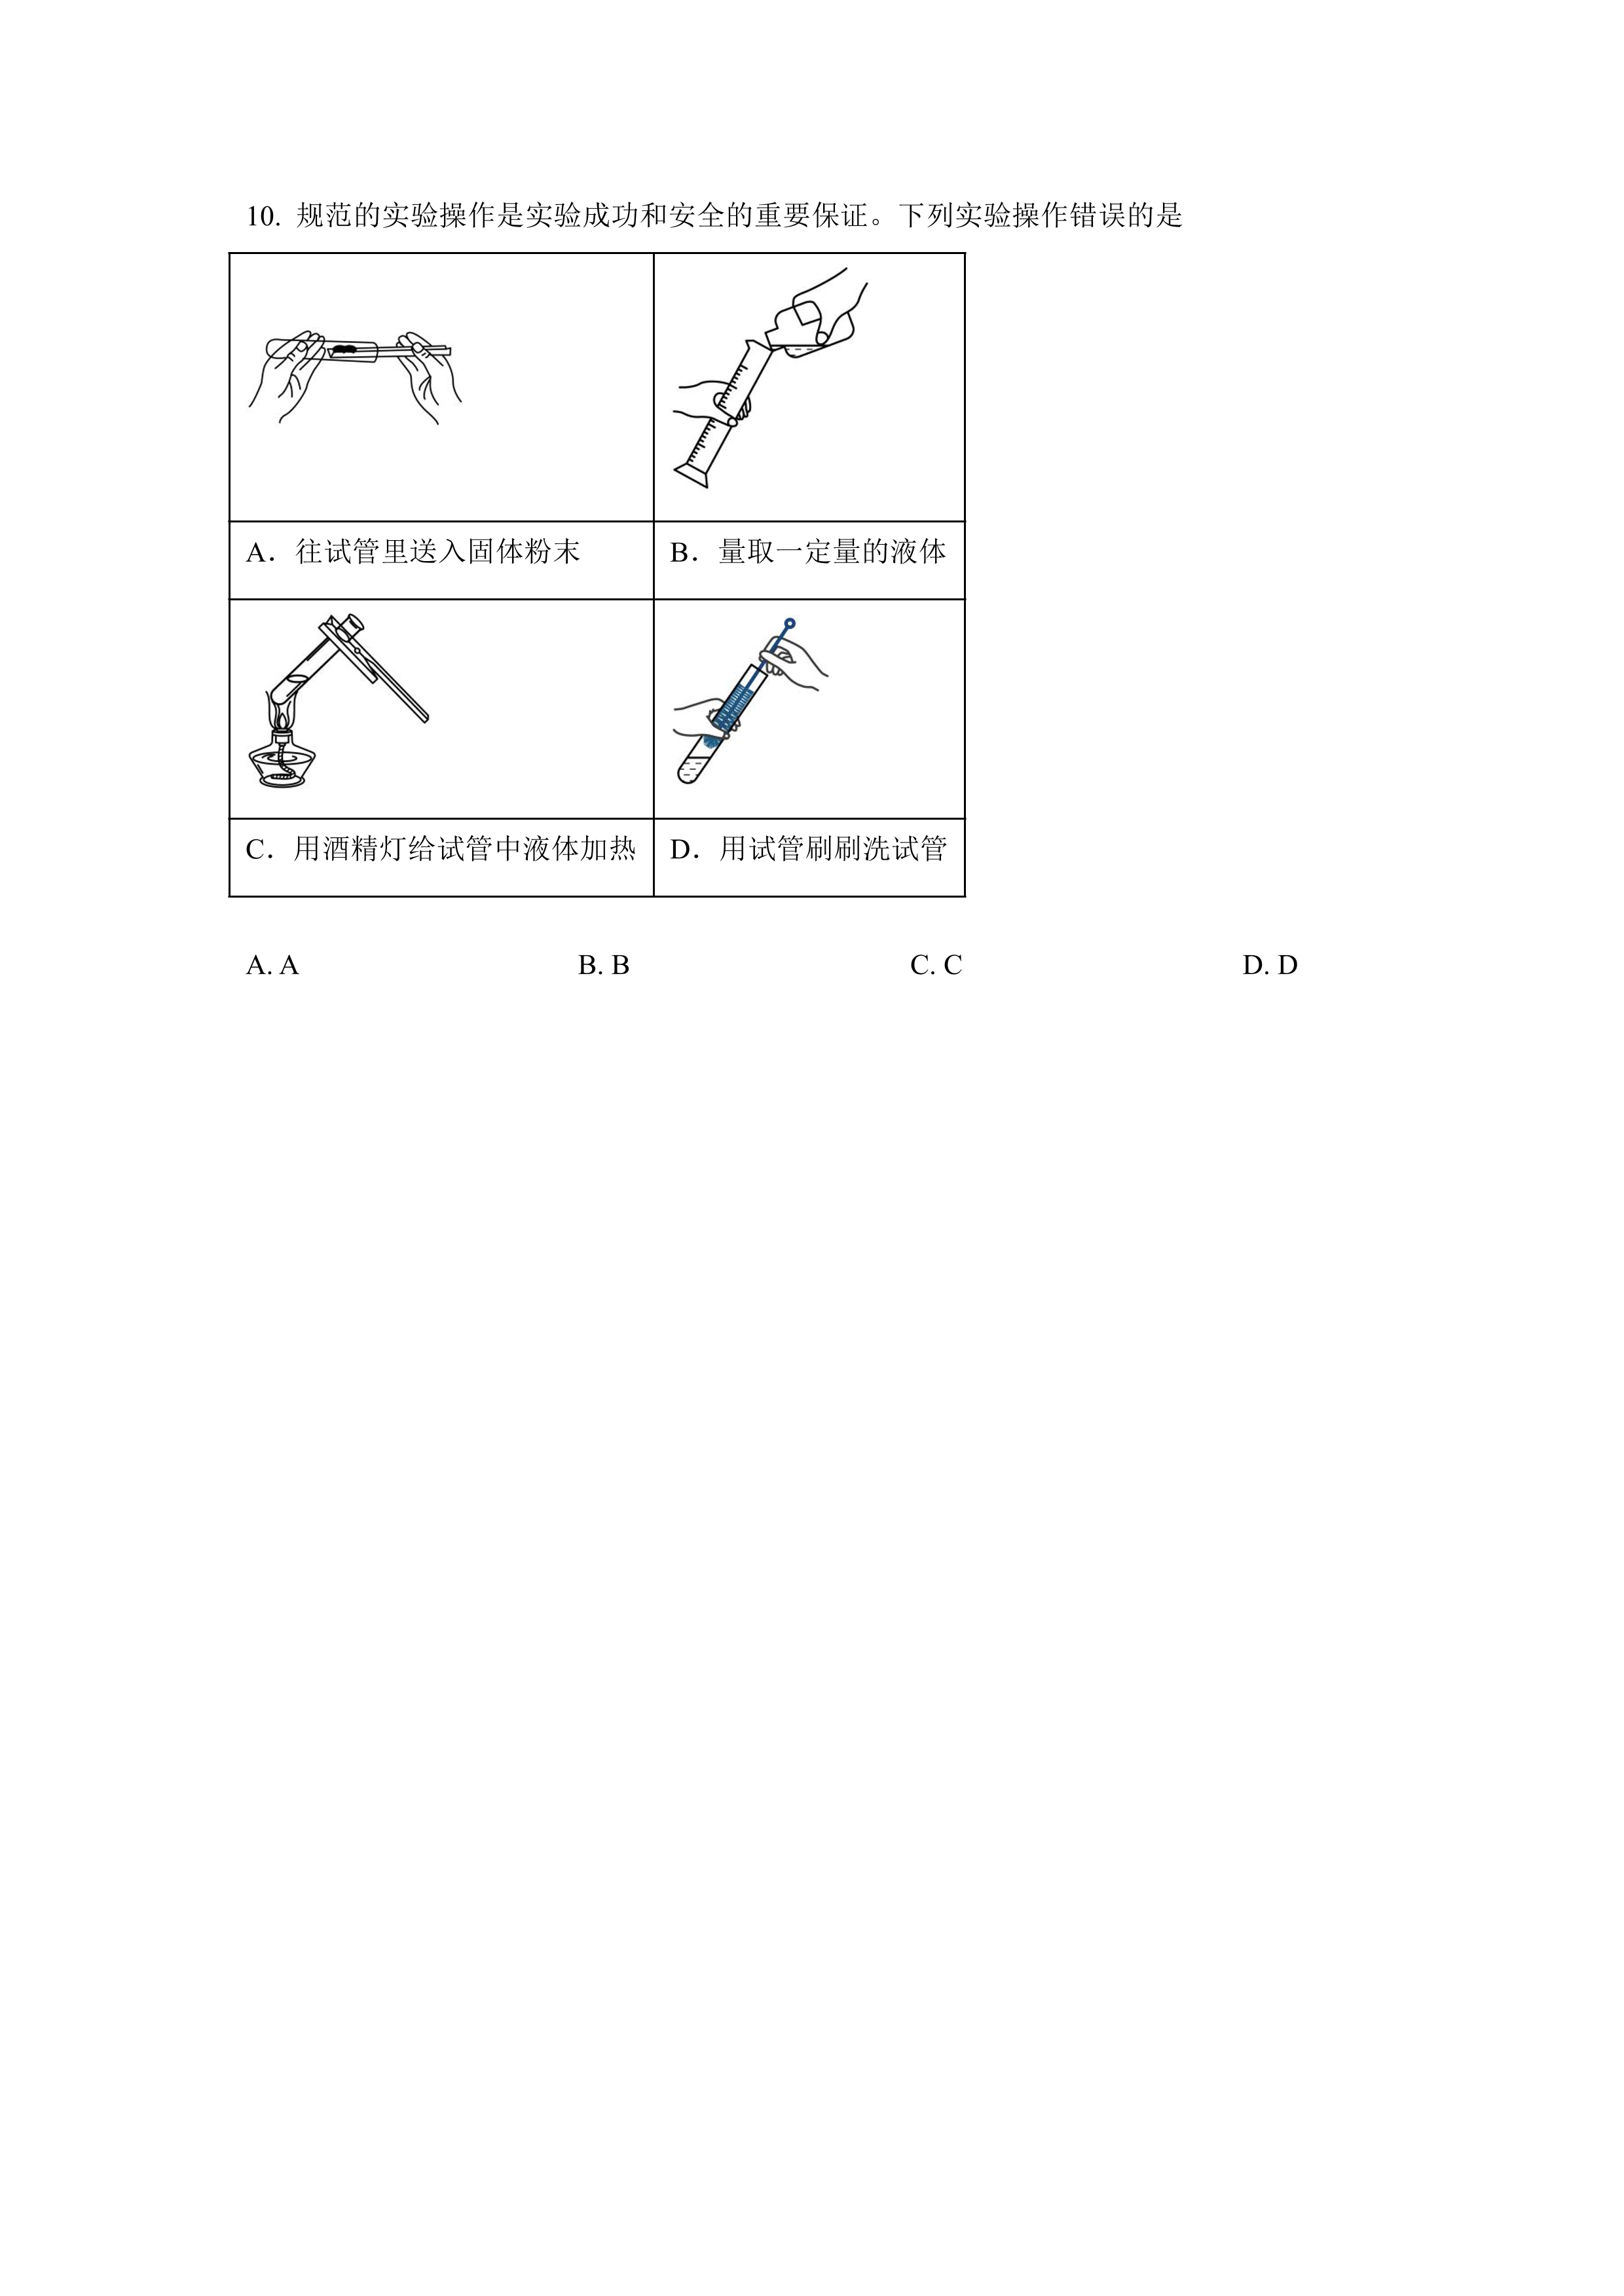 10. 规范的实验操作是实验成功和安全的重要保证。下列实验操作错误的是
A．往试管里送入固体粉末
B．量取一定量的液体
C．用酒精灯给试管中液体加热
D．用试管刷刷洗试管
A. A B. B C. C D. D